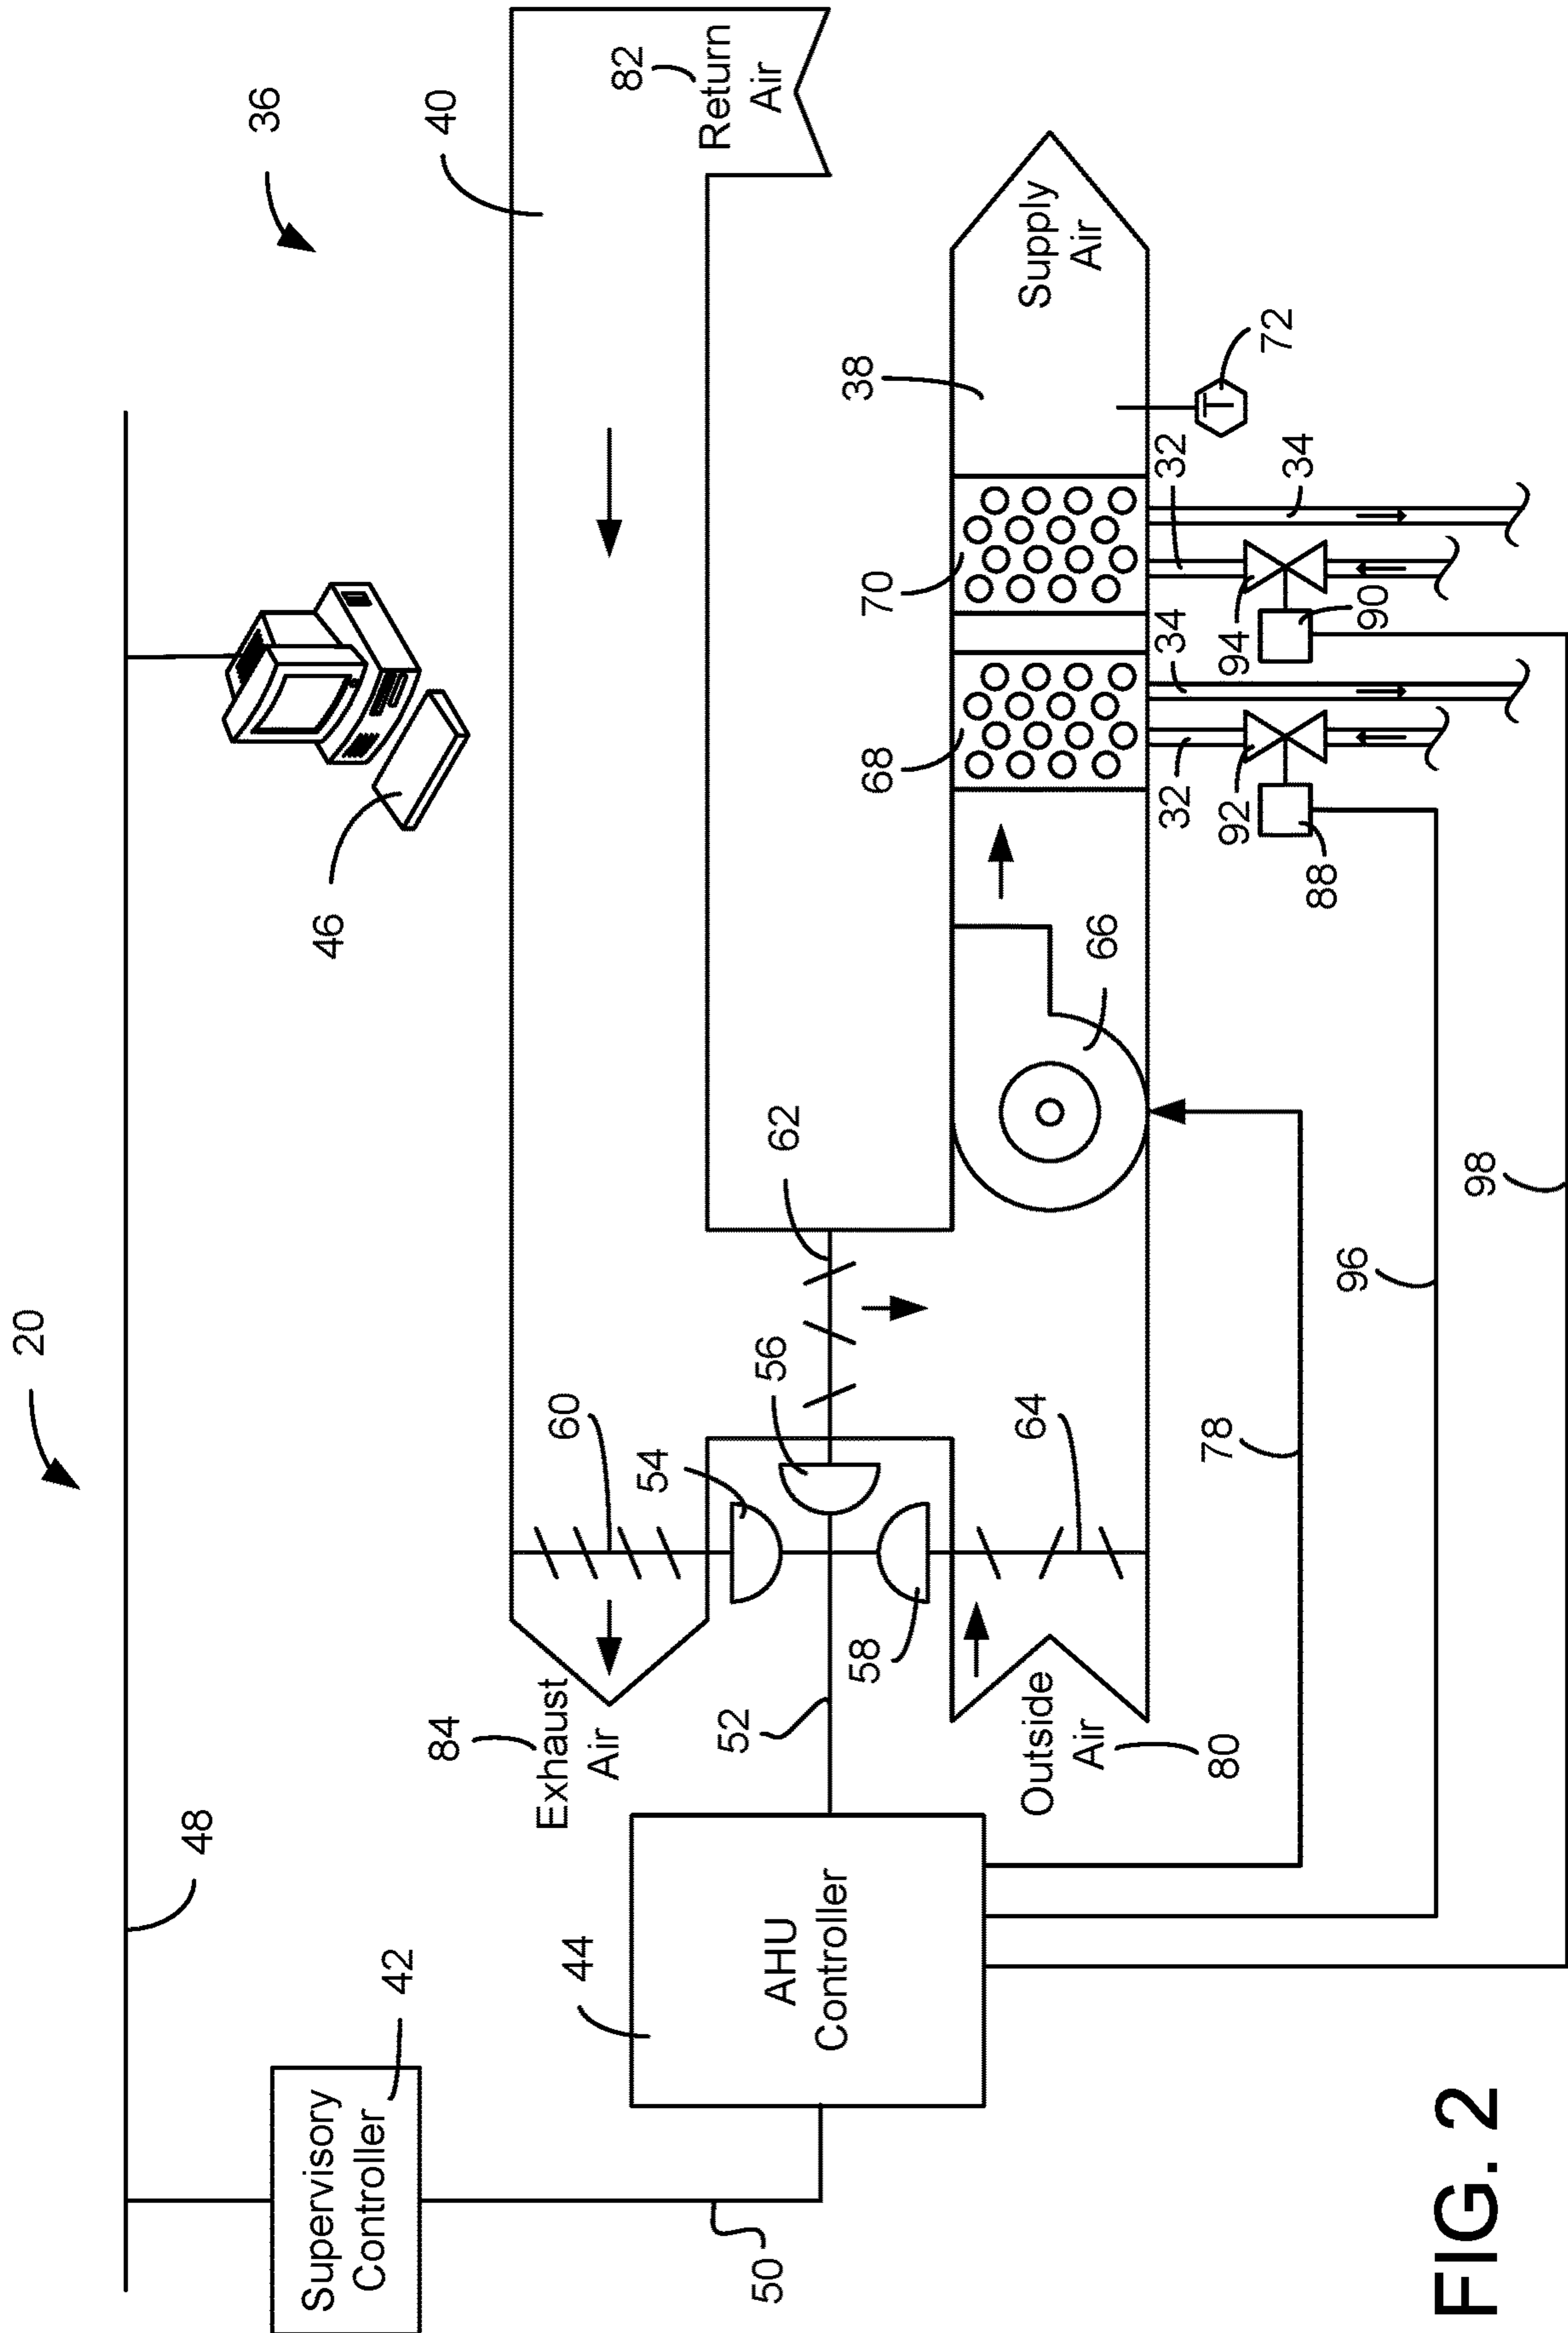 20
36
48
46
40
Supervisory
Controller
42
84
Exhaust
Air
60
54
82
Return
Air
44
AHU
Controller
50
52
56
62
58
Outside
Air
80
64
66
68
70
38
Supply
Air
32
34
32
34
92
94
72
88
90
78
96
98
T
FIG. 2